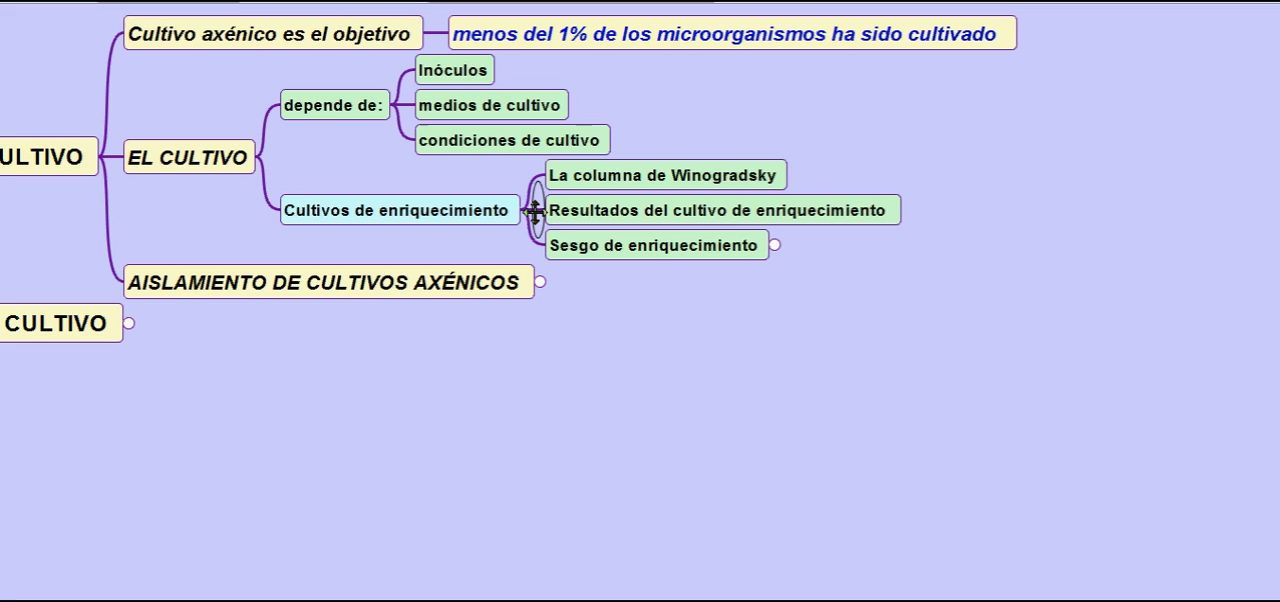 Cultivo axénico es el objetivo
menos del 1% de los microorganismos ha sido cultivado
Inóculos
depende de:
medios de cultivo
condiciones de cultivo
ULTIVO
EL CULTIVO
La columna de Winogradsky
Cultivos de enriquecimiento
Resultados del cultivo de enriquecimiento
Sesgo de enriquecimiento
AISLAMIENTO DE CULTIVOS AXÉNICOS
CULTIVO